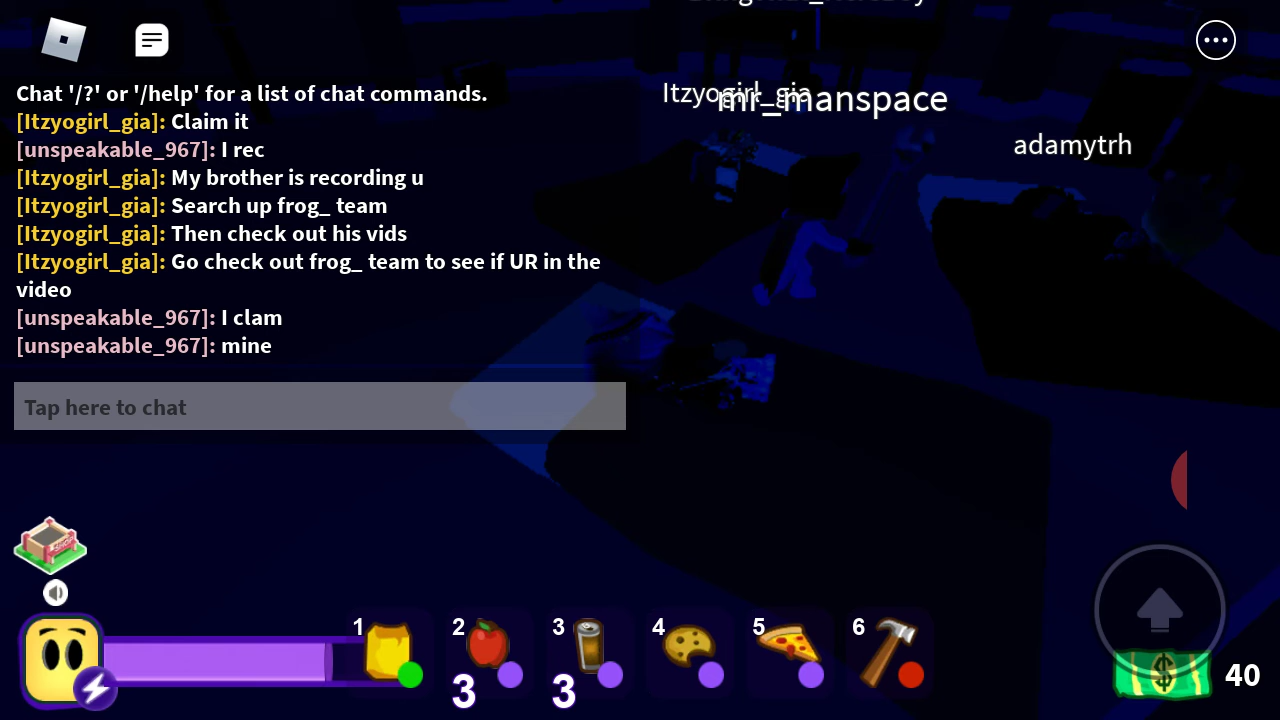 Chat '/?' or '/help' for a list of chat commands.
[Itzyogirl_gia]: Claim it
[unspeakable_967]: I rec
[Itzyogirl_gia]: My brother is recording u
[Itzyogirl_gia]: Search up frog_ team
[Itzyogirl_gia]: Then check out his vids
[Itzyogirl_gia]: Go check out frog_ team to see if UR in the
video
[unspeakable_967]: I clam
[unspeakable_967]: mine
Tap here to chat
Itzyogirl_gia
mr_manspace
adamytrh
1
2
3
4
5
6
3
3
$
40